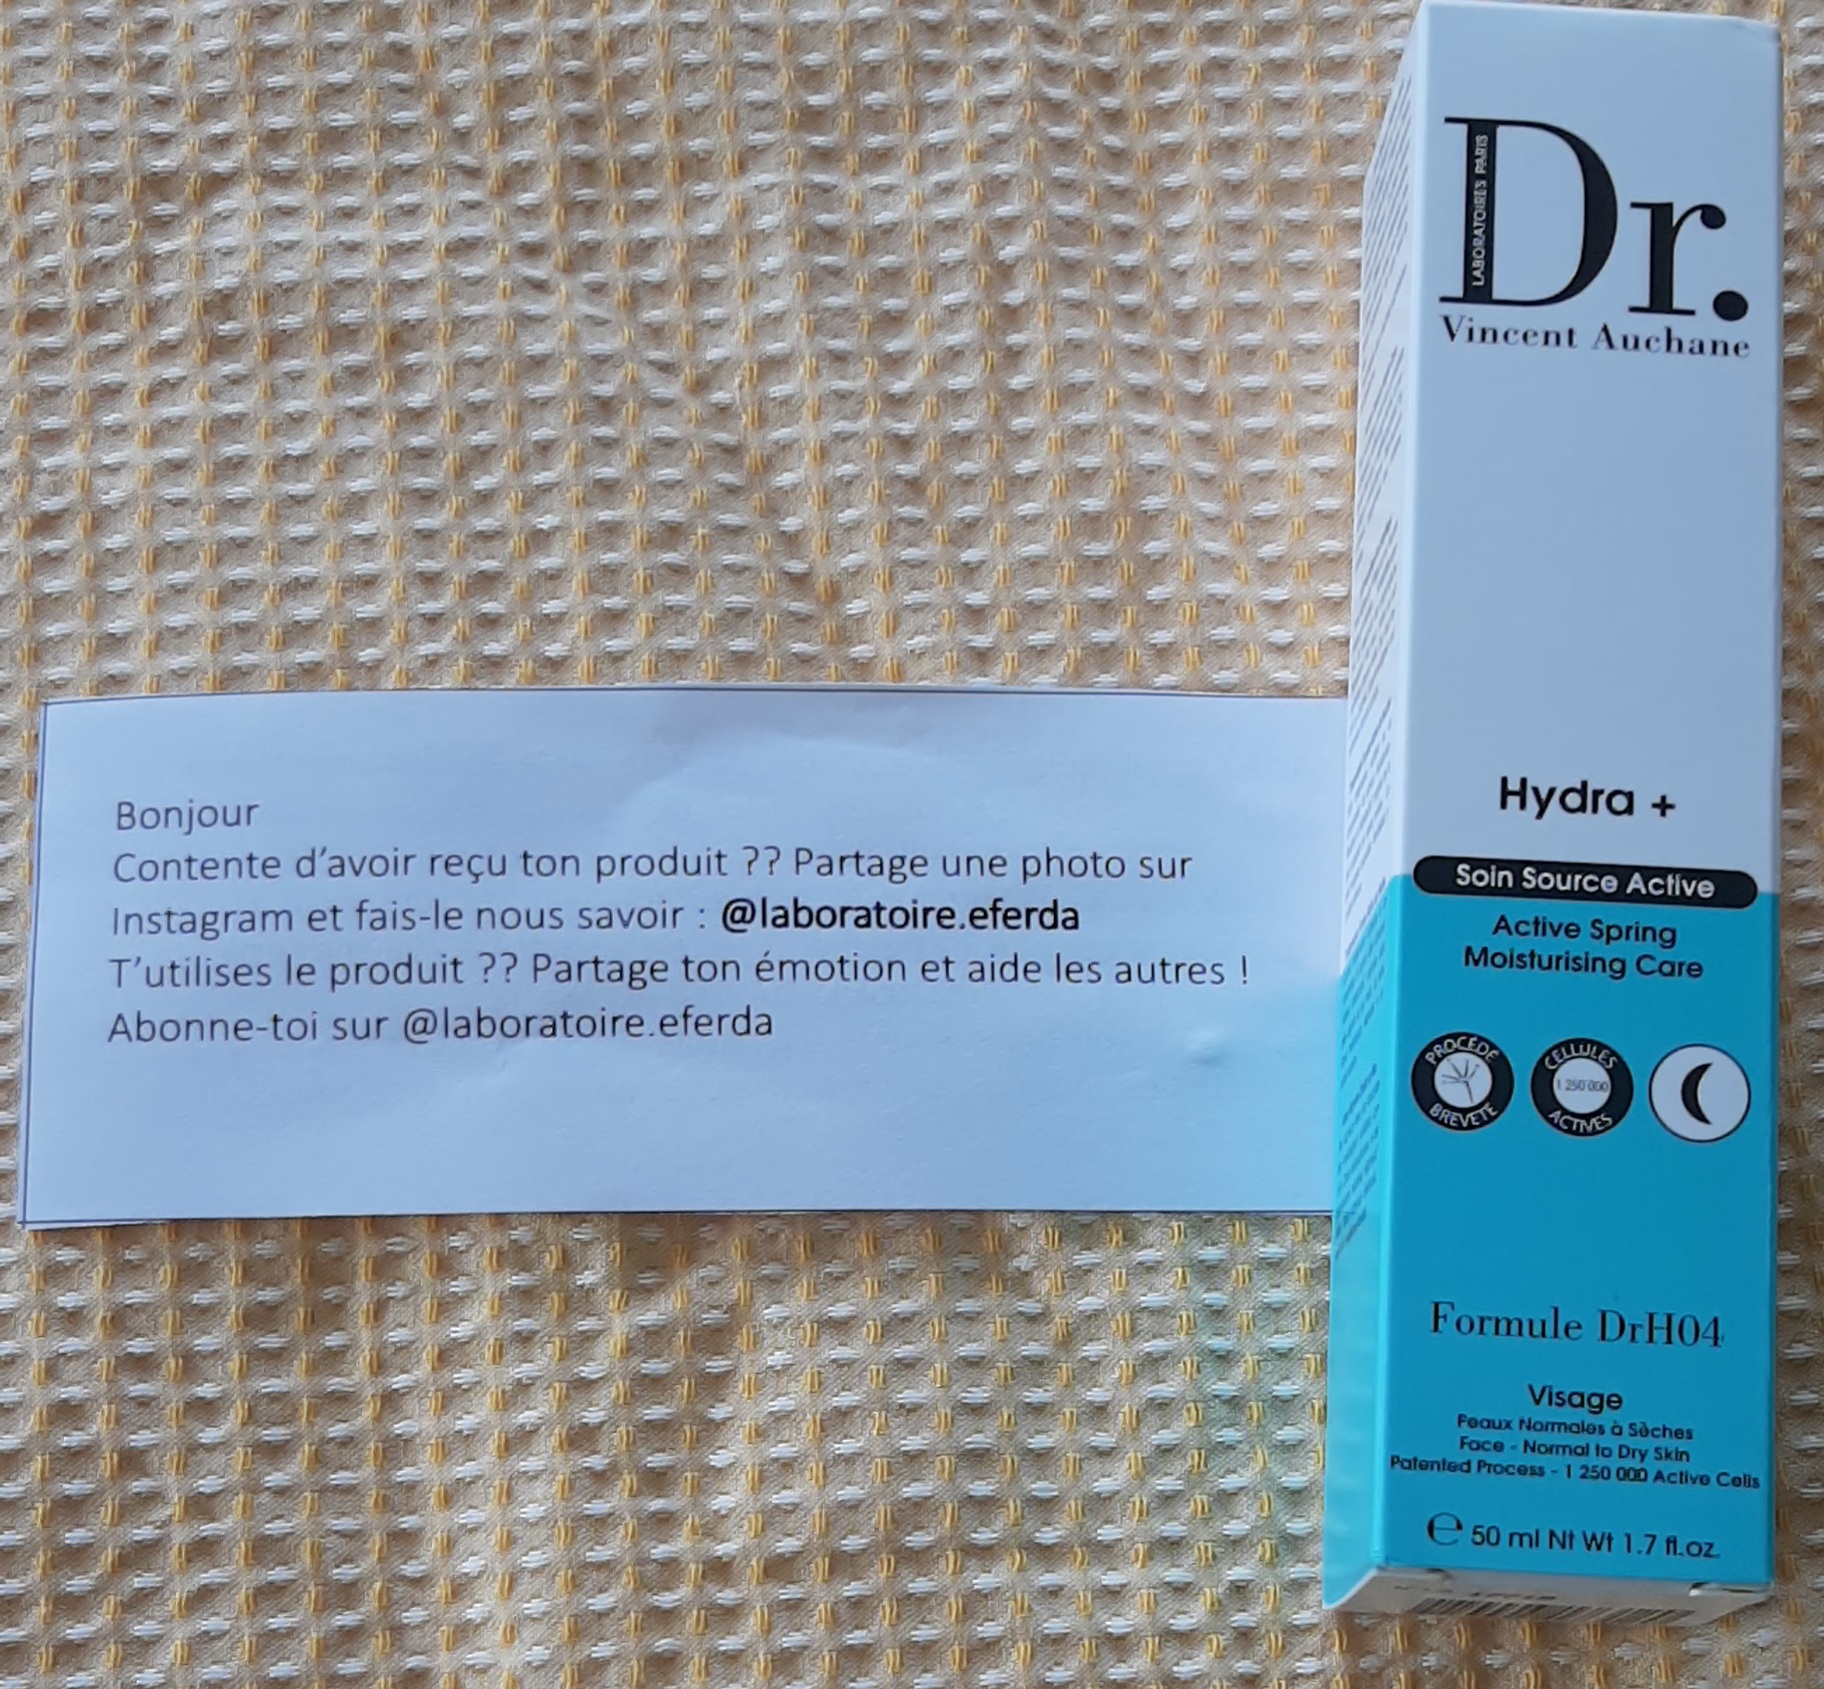 Bonjour
Contente d'avoir reçu ton produit ?? Partage une photo sur
Instagram et fais-le nous savoir : @laboratoire.eferda
T'utilises le produit ?? Partage ton émotion et aide les autres !
Abonne-toi sur @laboratoire.eferda
LABORATOIRES PARIS
Dr.
Vincent Auchane
Hydra +
Soin Source Active
Active Spring
Moisturising Care
PROCÉDÉ
BREVETÉ
CELLULES
1 250 000
ACTIVES
Formule DrH04
Visage
Peaux Normales à Sèches
Face - Normal to Dry Skin
Patented Process - 1 250 000 Active Cells
e 50 ml Nt Wt 1.7 fl.oz.